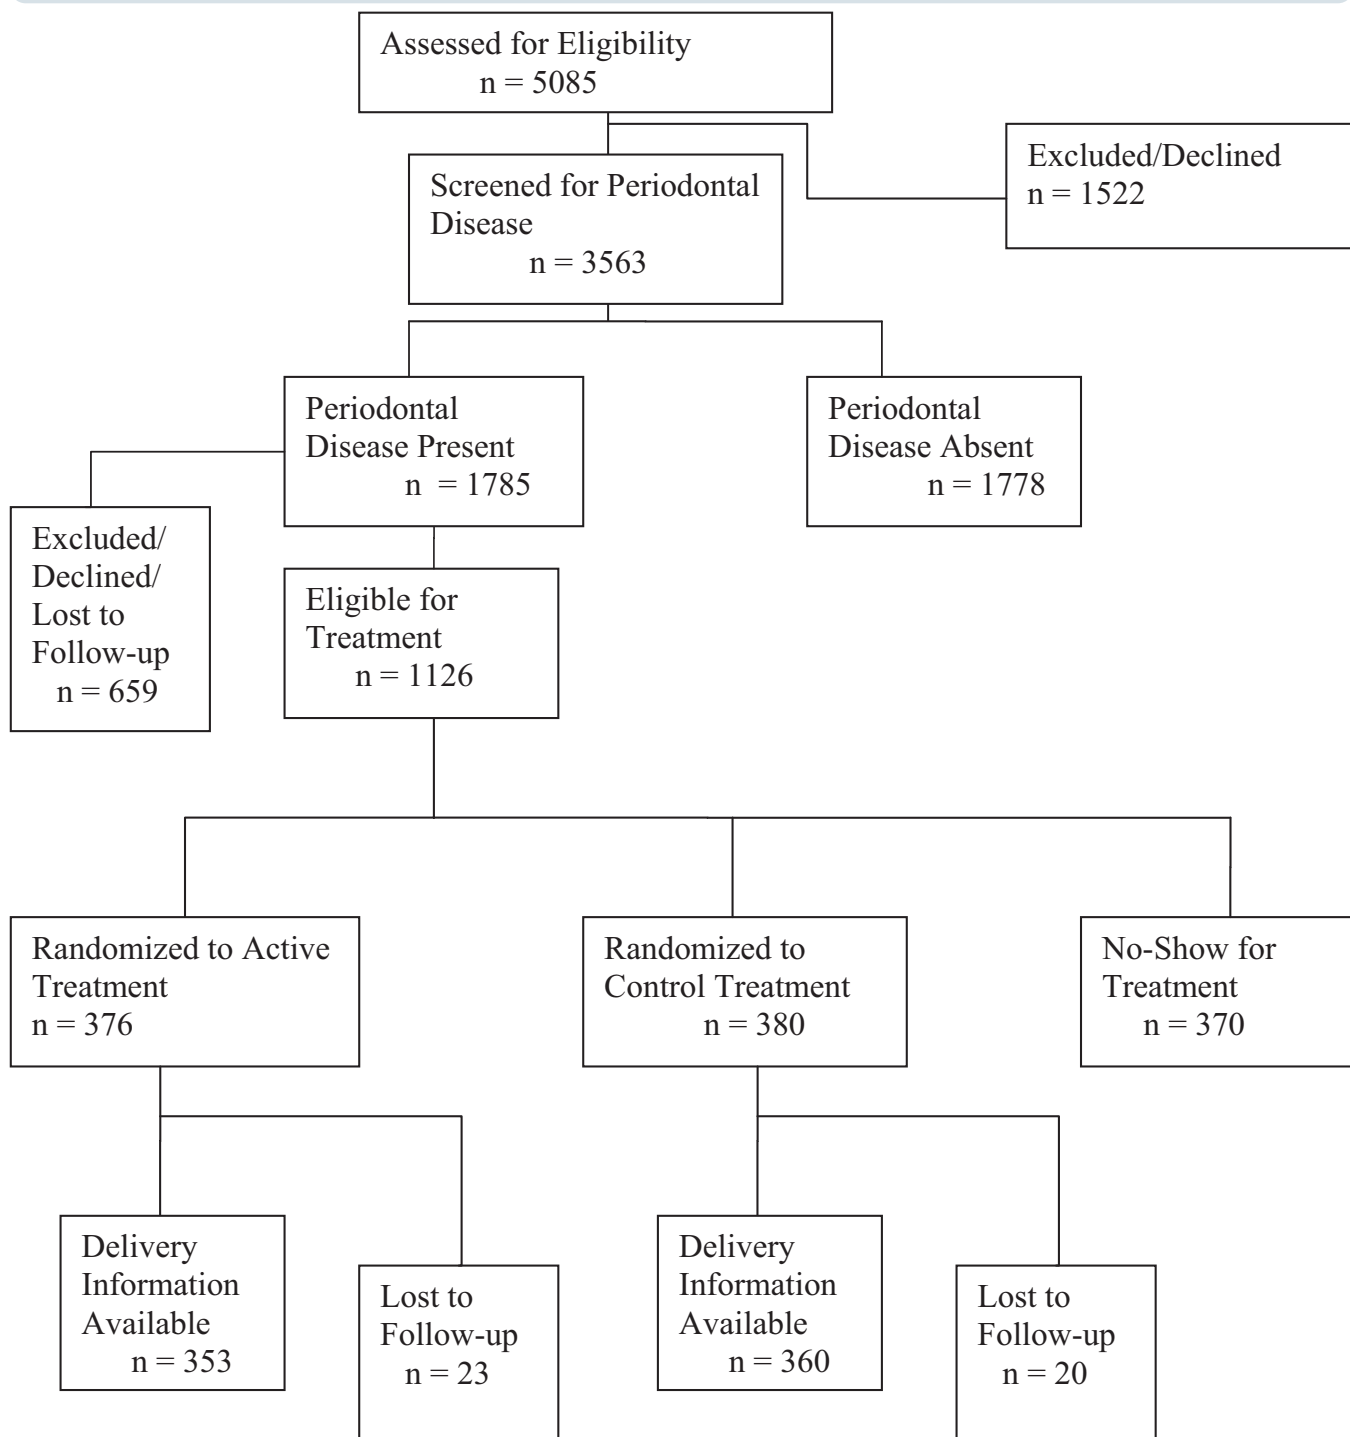 Assessed for Eligibility
n = 5085
Excluded/Declined
n = 1522
Screened for Periodontal
Disease
n = 3563
Periodontal
Disease Present
n = 1785
Periodontal
Disease Absent
n = 1778
Excluded/
Declined/
Lost to
Follow-up
n = 659
Eligible for
Treatment
n = 1126
Randomized to Active
Treatment
n = 376
Randomized to
Control Treatment
n = 380
No-Show for
Treatment
n = 370
Delivery
Information
Available
n = 353
Lost to
Follow-up
n = 23
Delivery
Information
Available
n = 360
Lost to
Follow-up
n = 20